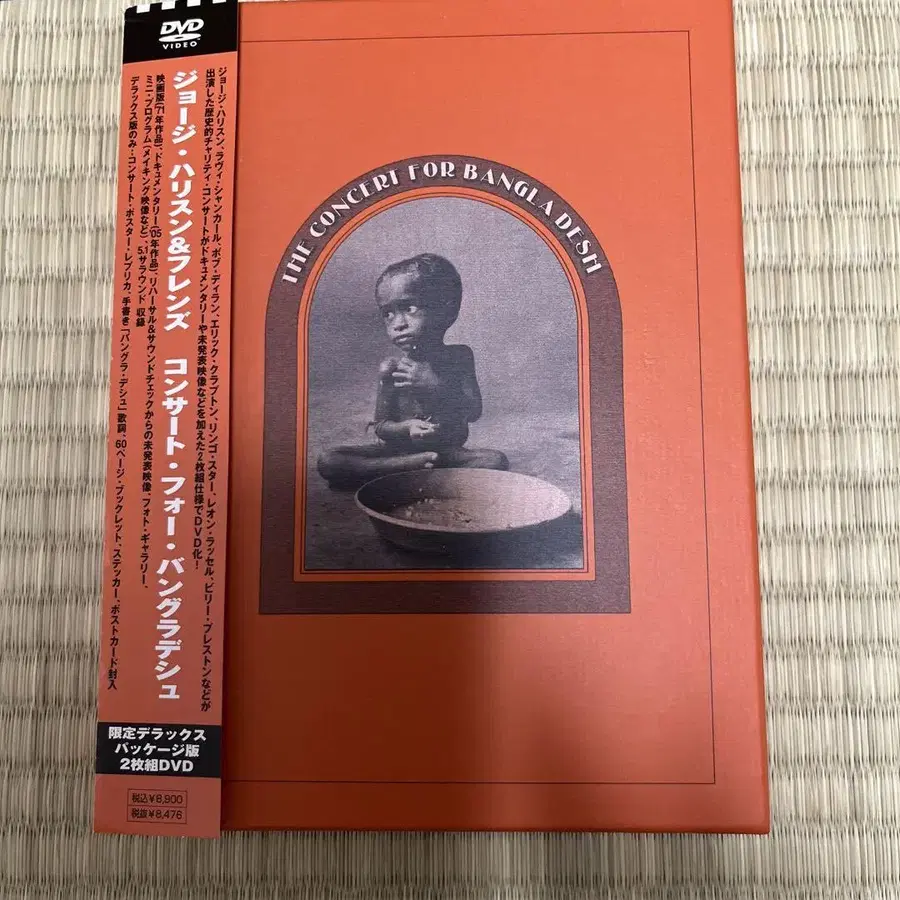 DVD
VIDEO
ジョージ・ハリスン、ラヴィ・シャンカール、ボブ・ディラン、エリック・クラプトン、リンゴ・スター、レオン・ラッセル、ビリー・プレストンなどが
出演した歴史的チャリティ・コンサートがドキュメンタリーや未発表映像などを加えた2枚組仕様でDVD化!
ジョージ・ハリスン&フレンズ コンサート・フォー・バングラデシュ
映画版('71年作品)、ドキュメンタリー('05年作品)、リハーサル&サウンドチェックからの未発表映像、フォト・ギャラリー、
ミニ・プログラム(メイキング映像など)、5.1サラウンド 収録
デラックス版のみ:コンサート・ポスター・レプリカ、手書き「バングラ・デシュ」歌詞、60ページ・ブックレット、ステッカー、ポストカード封入
限定デラックス
パッケージ版
2枚組DVD
税込¥8,900
税抜¥8,476
THE CONCERT FOR BANGLA DESH